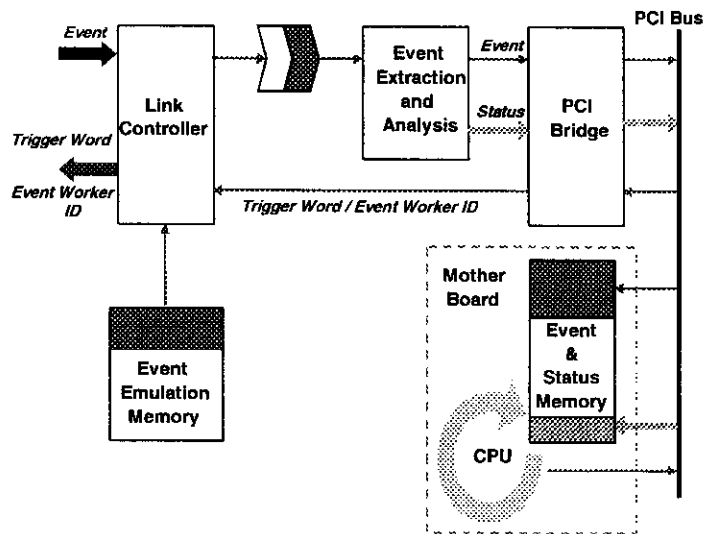 PCI Bus
Event
Link
Controller
Event
Extraction
and
Analysis
Event
Status
PCI
Bridge
Trigger Word
Event Worker
ID
Trigger Word / Event Worker ID
Mother
Board
Event
&
Status
Memory
Event
Emulation
Memory
CPU